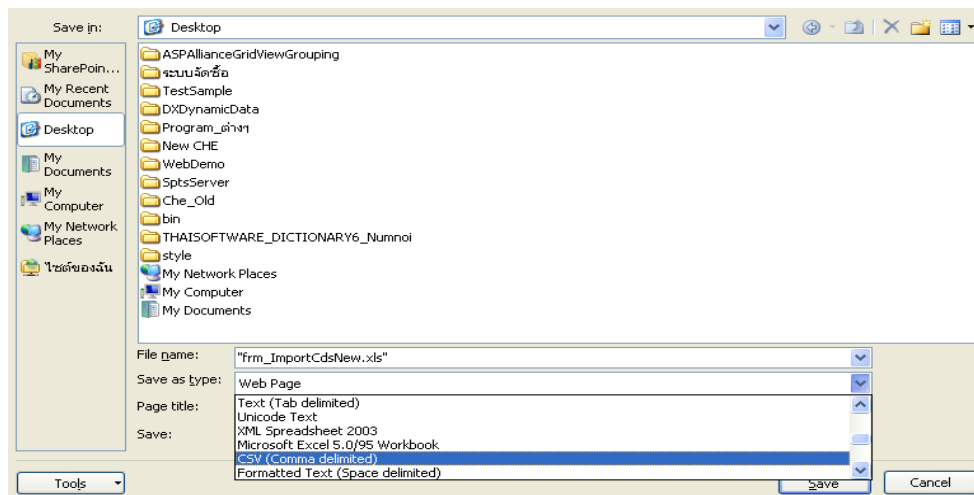 Save in:
Desktop
My SharePoin...
My Recent Documents
Desktop
My Documents
My Computer
My Network Places
ไซต์ของฉัน
ASPAllianceGridViewGrouping
ระบบจัดซื้อ
TestSample
DXDynamicData
Program_ต่างๆ
New CHE
WebDemo
SptsServer
Che_Old
bin
THAISOFTWARE_DICTIONARY6_Numnoi
style
My Network Places
My Computer
My Documents
File name:
"frm_ImportCdsNew.xls"
Save as type:
Web Page
Page title:
Save:
Text (Tab delimited)
Unicode Text
XML Spreadsheet 2003
Microsoft Excel 5.0/95 Workbook
CSV (Comma delimited)
Formatted Text (Space delimited)
Tools
Save
Cancel